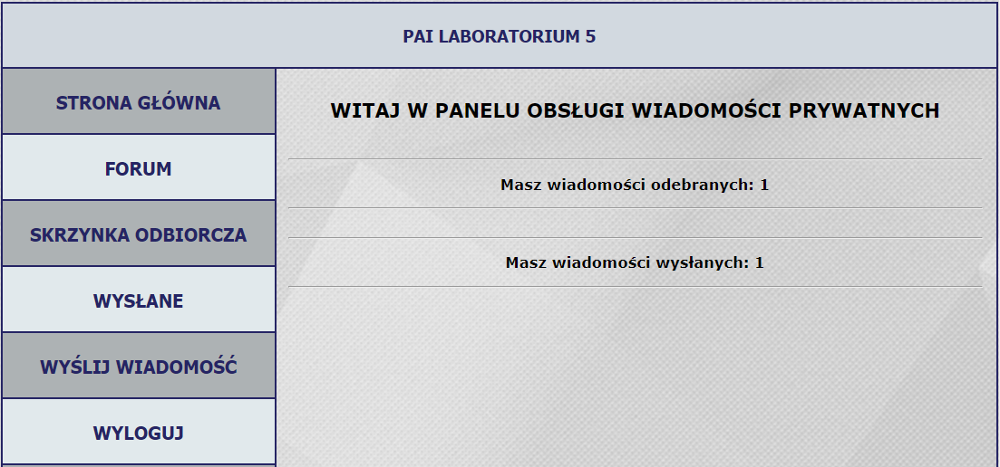 PAI LABORATORIUM 5
STRONA GŁÓWNA
FORUM
SKRZYNKA ODBIORCZA
WYSŁANE
WYŚLIJ WIADOMOŚĆ
WYLOGUJ
WITAJ W PANELU OBSŁUGI WIADOMOŚCI PRYWATNYCH
Masz wiadomości odebranych: 1
Masz wiadomości wysłanych: 1